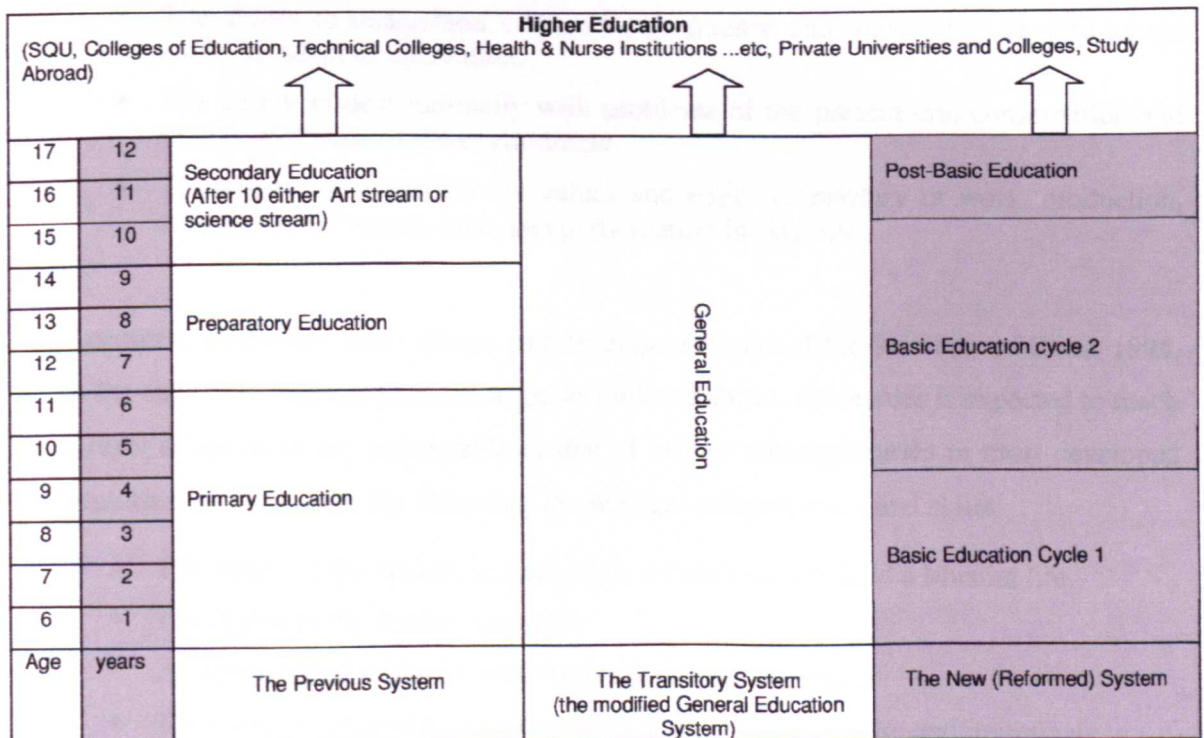 Higher Education
(SQU, Colleges of Education, Technical Colleges, Health & Nurse Institutions ...etc, Private Universities and Colleges, Study
Abroad)
17 12
16 11
15 10
14 9
13 8
12 7
11 6
10 5
9 4
8 3
7 2
6 1
Age years
Secondary Education
(After 10 either Art stream or
science stream)
Preparatory Education
Primary Education
The Previous System
General Education
The Transitory System
(the modified General Education
System)
Post-Basic Education
Basic Education cycle 2
Basic Education Cycle 1
The New (Reformed) System